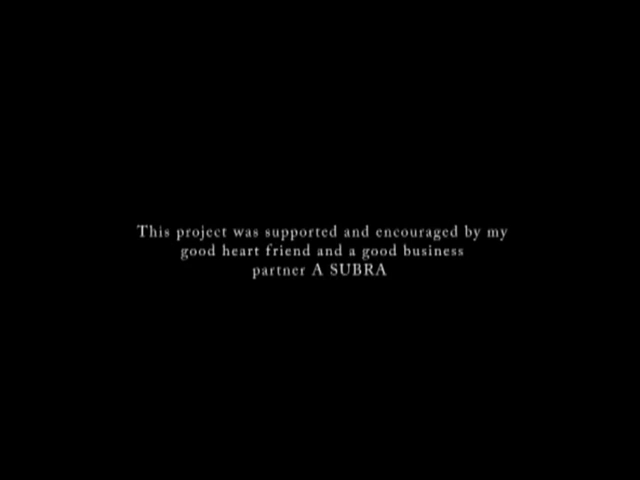 This project was supported and encouraged by my
good heart friend and a good business
partner A SUBRA